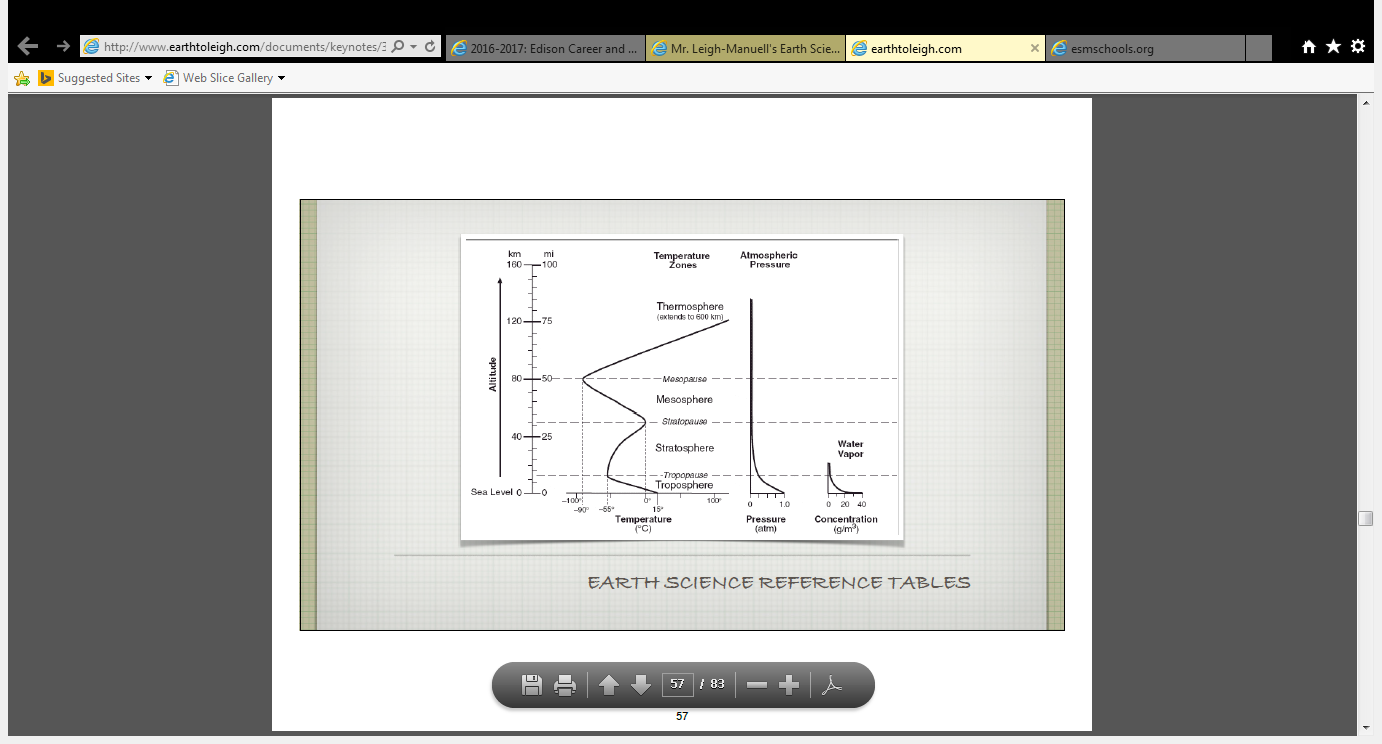 http://www.earthtoleigh.com/documents/keynotes/3
2016-2017: Edison Career and ...
Mr. Leigh-Manuell's Earth Scie...
earthtoleigh.com
esmschools.org
Suggested Sites
Web Slice Gallery
km mi
160 100
Temperature Zones
Atmospheric Pressure
Thermosphere
(extends to 600 km)
120 75
Altitude
80 50
Mesopause
Mesosphere
Stratopause
40 25
Stratosphere
Water Vapor
Tropopause
Troposphere
Sea Level 0 0
–100° 0° 100°
–90° –55° 15°
Temperature
(°C)
0 1.0
Pressure
(atm)
0 20 40
Concentration
(g/m³)
EARTH SCIENCE REFERENCE TABLES
57 / 83
57